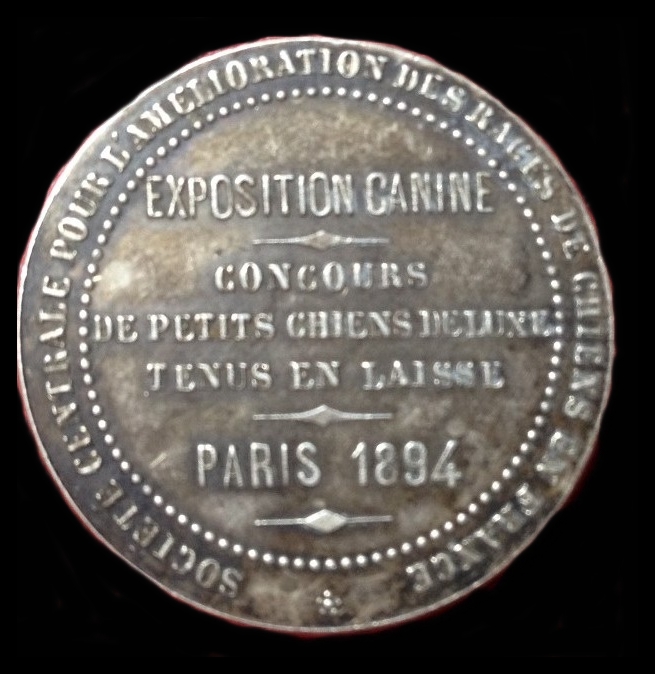 SOCIÉTÉ CENTRALE POUR L'AMELIORATION DES RACES DE CHIENS EN FRANCE
EXPOSITION CANINE
CONCOURS
DE PETITS CHIENS DE LUXE
TENUS EN LAISSE
PARIS 1894